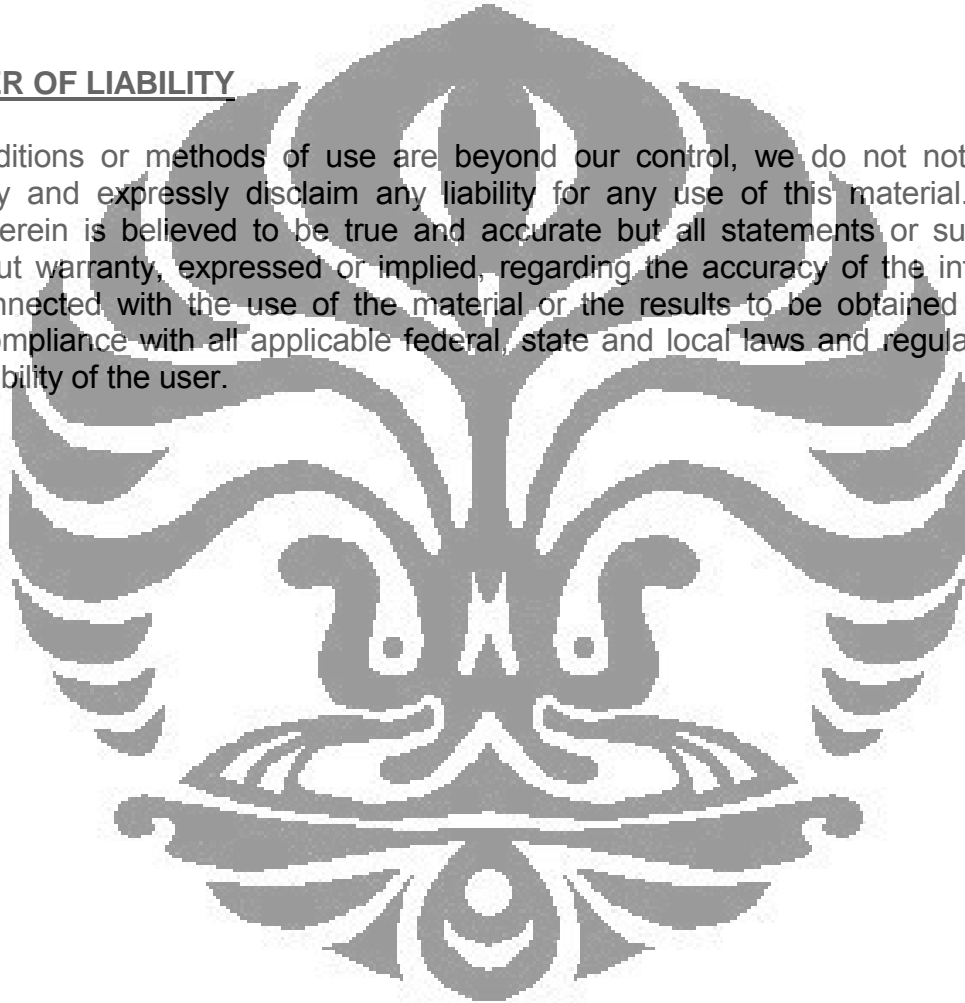 ER OF LIABILITY
ditions or methods of use are beyond our control, we do not not
y and expressly disclaim any liability for any use of this material.
erein is believed to be true and accurate but all statements or su
ut warranty, expressed or implied, regarding the accuracy of the in
nnected with the use of the material or the results to be obtained
ompliance with all applicable federal, state and local laws and regula
bility of the user.